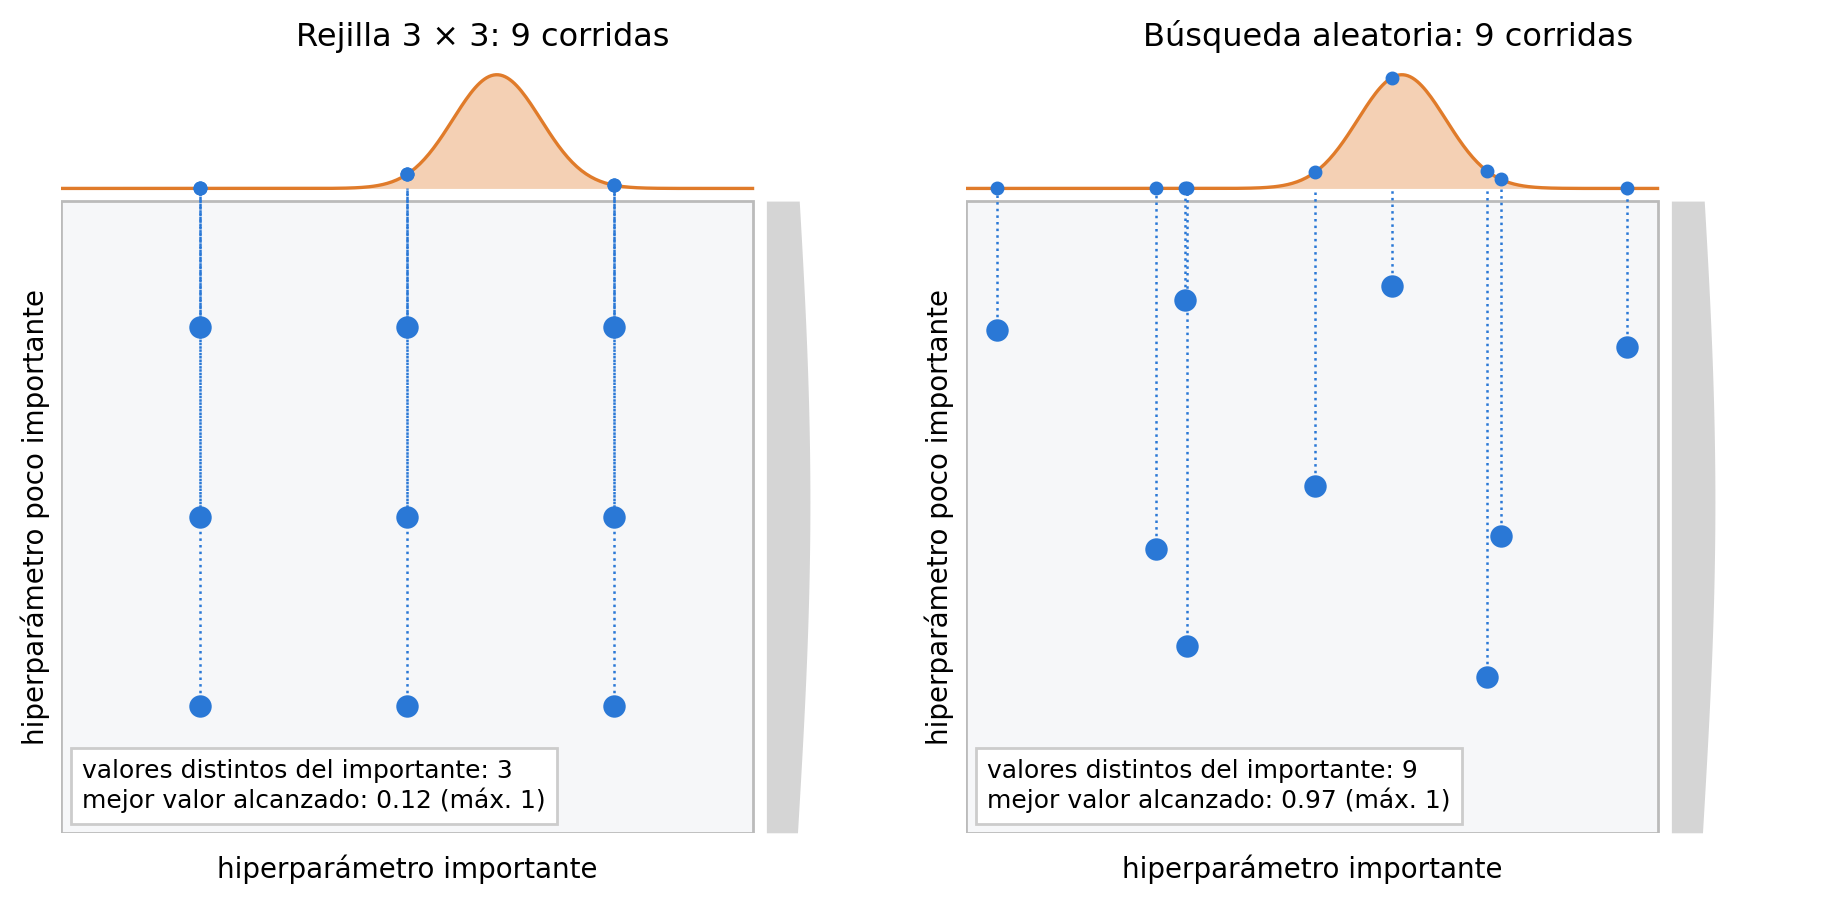 Rejilla 3 × 3: 9 corridas
hiperparámetro poco importante
valores distintos del importante: 3
mejor valor alcanzado: 0.12 (máx. 1)
hiperparámetro importante
Búsqueda aleatoria: 9 corridas
hiperparámetro poco importante
valores distintos del importante: 9
mejor valor alcanzado: 0.97 (máx. 1)
hiperparámetro importante